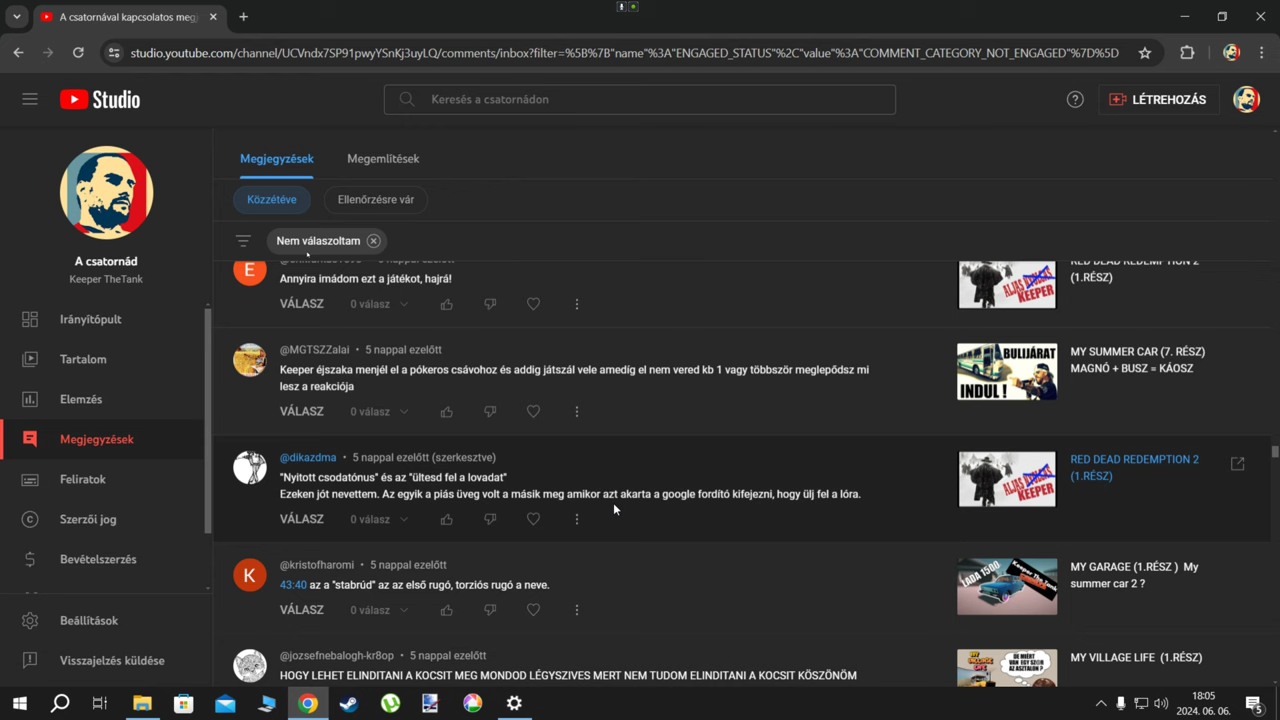 A csatornával kapcsolatos megj
studio.youtube.com/channel/UCVndx7SP91pwyYSnKj3uyLQ/comments/inbox?filter=%5B%7B"name"%3A"ENGAGED_STATUS"%2C"value"%3A"COMMENT_CATEGORY_NOT_ENGAGED"%7D%5D
Studio
Keresés a csatornádon
LÉTREHOZÁS
A csatornád
Keeper TheTank
Irányítópult
Tartalom
Elemzés
Megjegyzések
Feliratok
Szerzői jog
Bevételszerzés
Beállítások
Visszajelzés küldése
Megjegyzések
Megemlítések
Közzétéve
Ellenőrzésre vár
Nem válaszoltam
E
Annyira imádom ezt a játékot, hajrá!
VÁLASZ
0 válasz
KEEPER
RED DEAD REDEMPTION 2
(1.RÉSZ)
@MGTSZZalai • 5 nappal ezelőtt
Keeper éjszaka menjél el a pókeros csávohoz és addig játszál vele amedíg el nem vered kb 1 vagy többször meglepődsz mi
lesz a reakciója
VÁLASZ
0 válasz
BULIJÁRAT
INDUL !
MY SUMMER CAR (7. RÉSZ)
MAGNÓ + BUSZ = KÁOSZ
@dikazdma • 5 nappal ezelőtt (szerkesztve)
"Nyitott csodatónus" és az "ültesd fel a lovadat"
Ezeken jót nevettem. Az egyik a piás üveg volt a másik meg amikor azt akarta a google fordító kifejezni, hogy ülj fel a lóra.
VÁLASZ
0 válasz
KEEPER
RED DEAD REDEMPTION 2
(1.RÉSZ)
K
@kristofharomi • 5 nappal ezelőtt
43:40 az a "stabrúd" az az első rugó, torziós rugó a neve.
VÁLASZ
0 válasz
LADA 1500
Keeper The Tank
MY GARAGE (1.RÉSZ ) My
summer car 2 ?
@jozsefnebalogh-kr8op • 5 nappal ezelőtt
HOGY LEHET ELINDITANI A KOCSIT MEG MONDOD LEGYSZIVES MERT NEM TUDOM ELINDITANI A KOCSIT KÖSZÖNÖM
MY VILLAGE LIFE (1.RÉSZ)
18:05
2024. 06. 06.
5